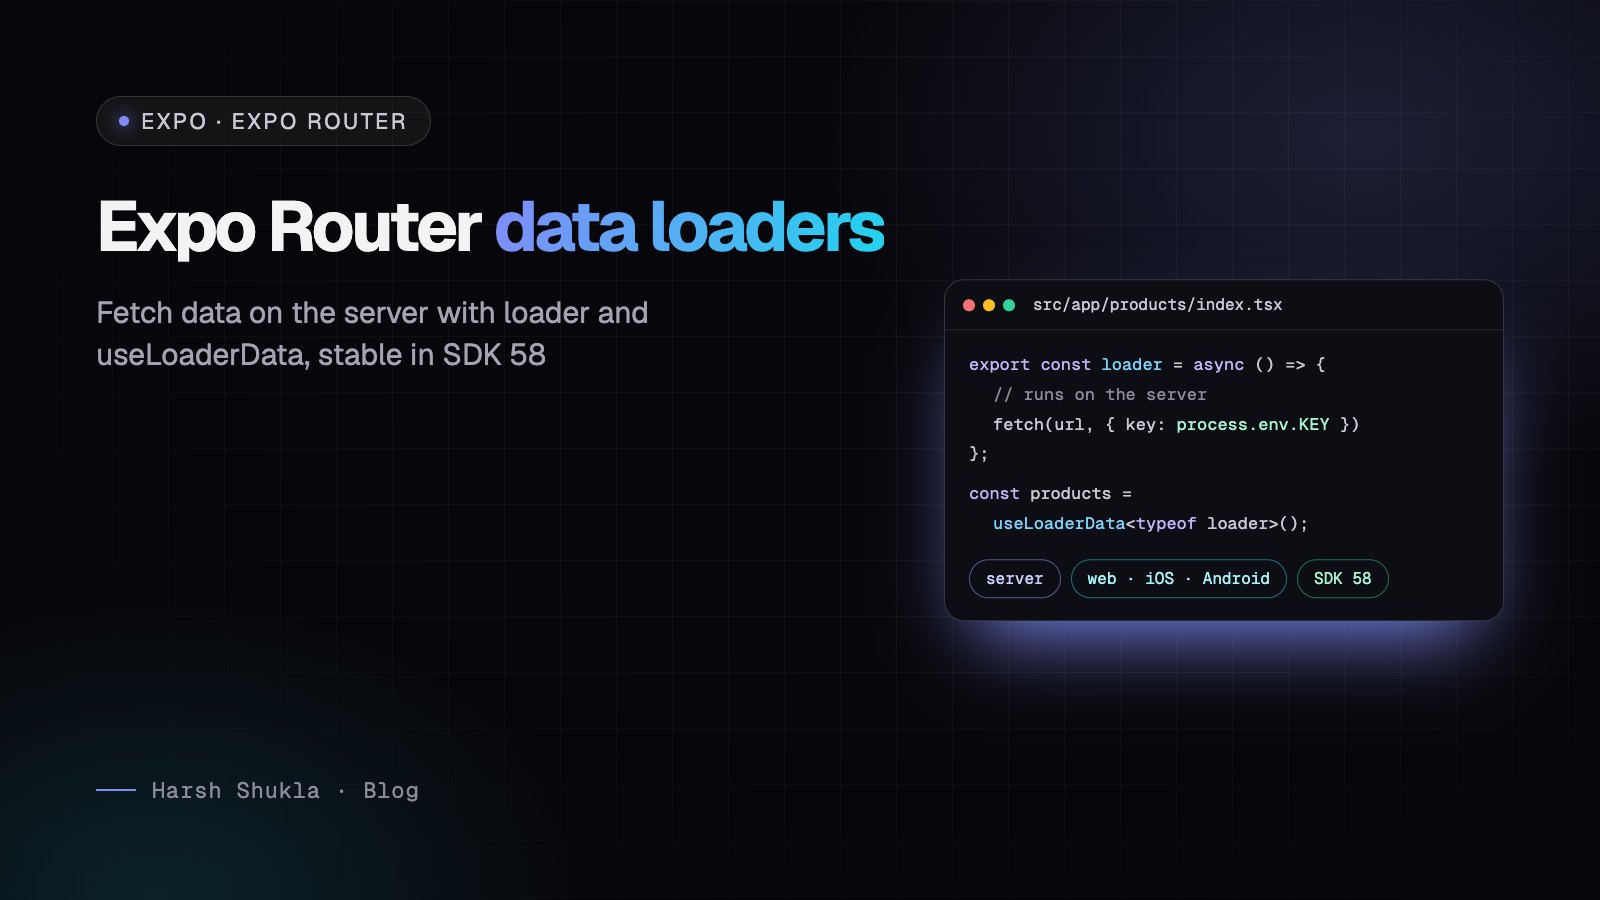 EXPO · EXPO ROUTER
Expo Router data loaders
Fetch data on the server with loader and
useLoaderData, stable in SDK 58
src/app/products/index.tsx
export const loader = async () => {
// runs on the server
fetch(url, { key: process.env.KEY })
};
const products =
useLoaderData<typeof loader>();
server
web · iOS · Android
SDK 58
Harsh Shukla · Blog